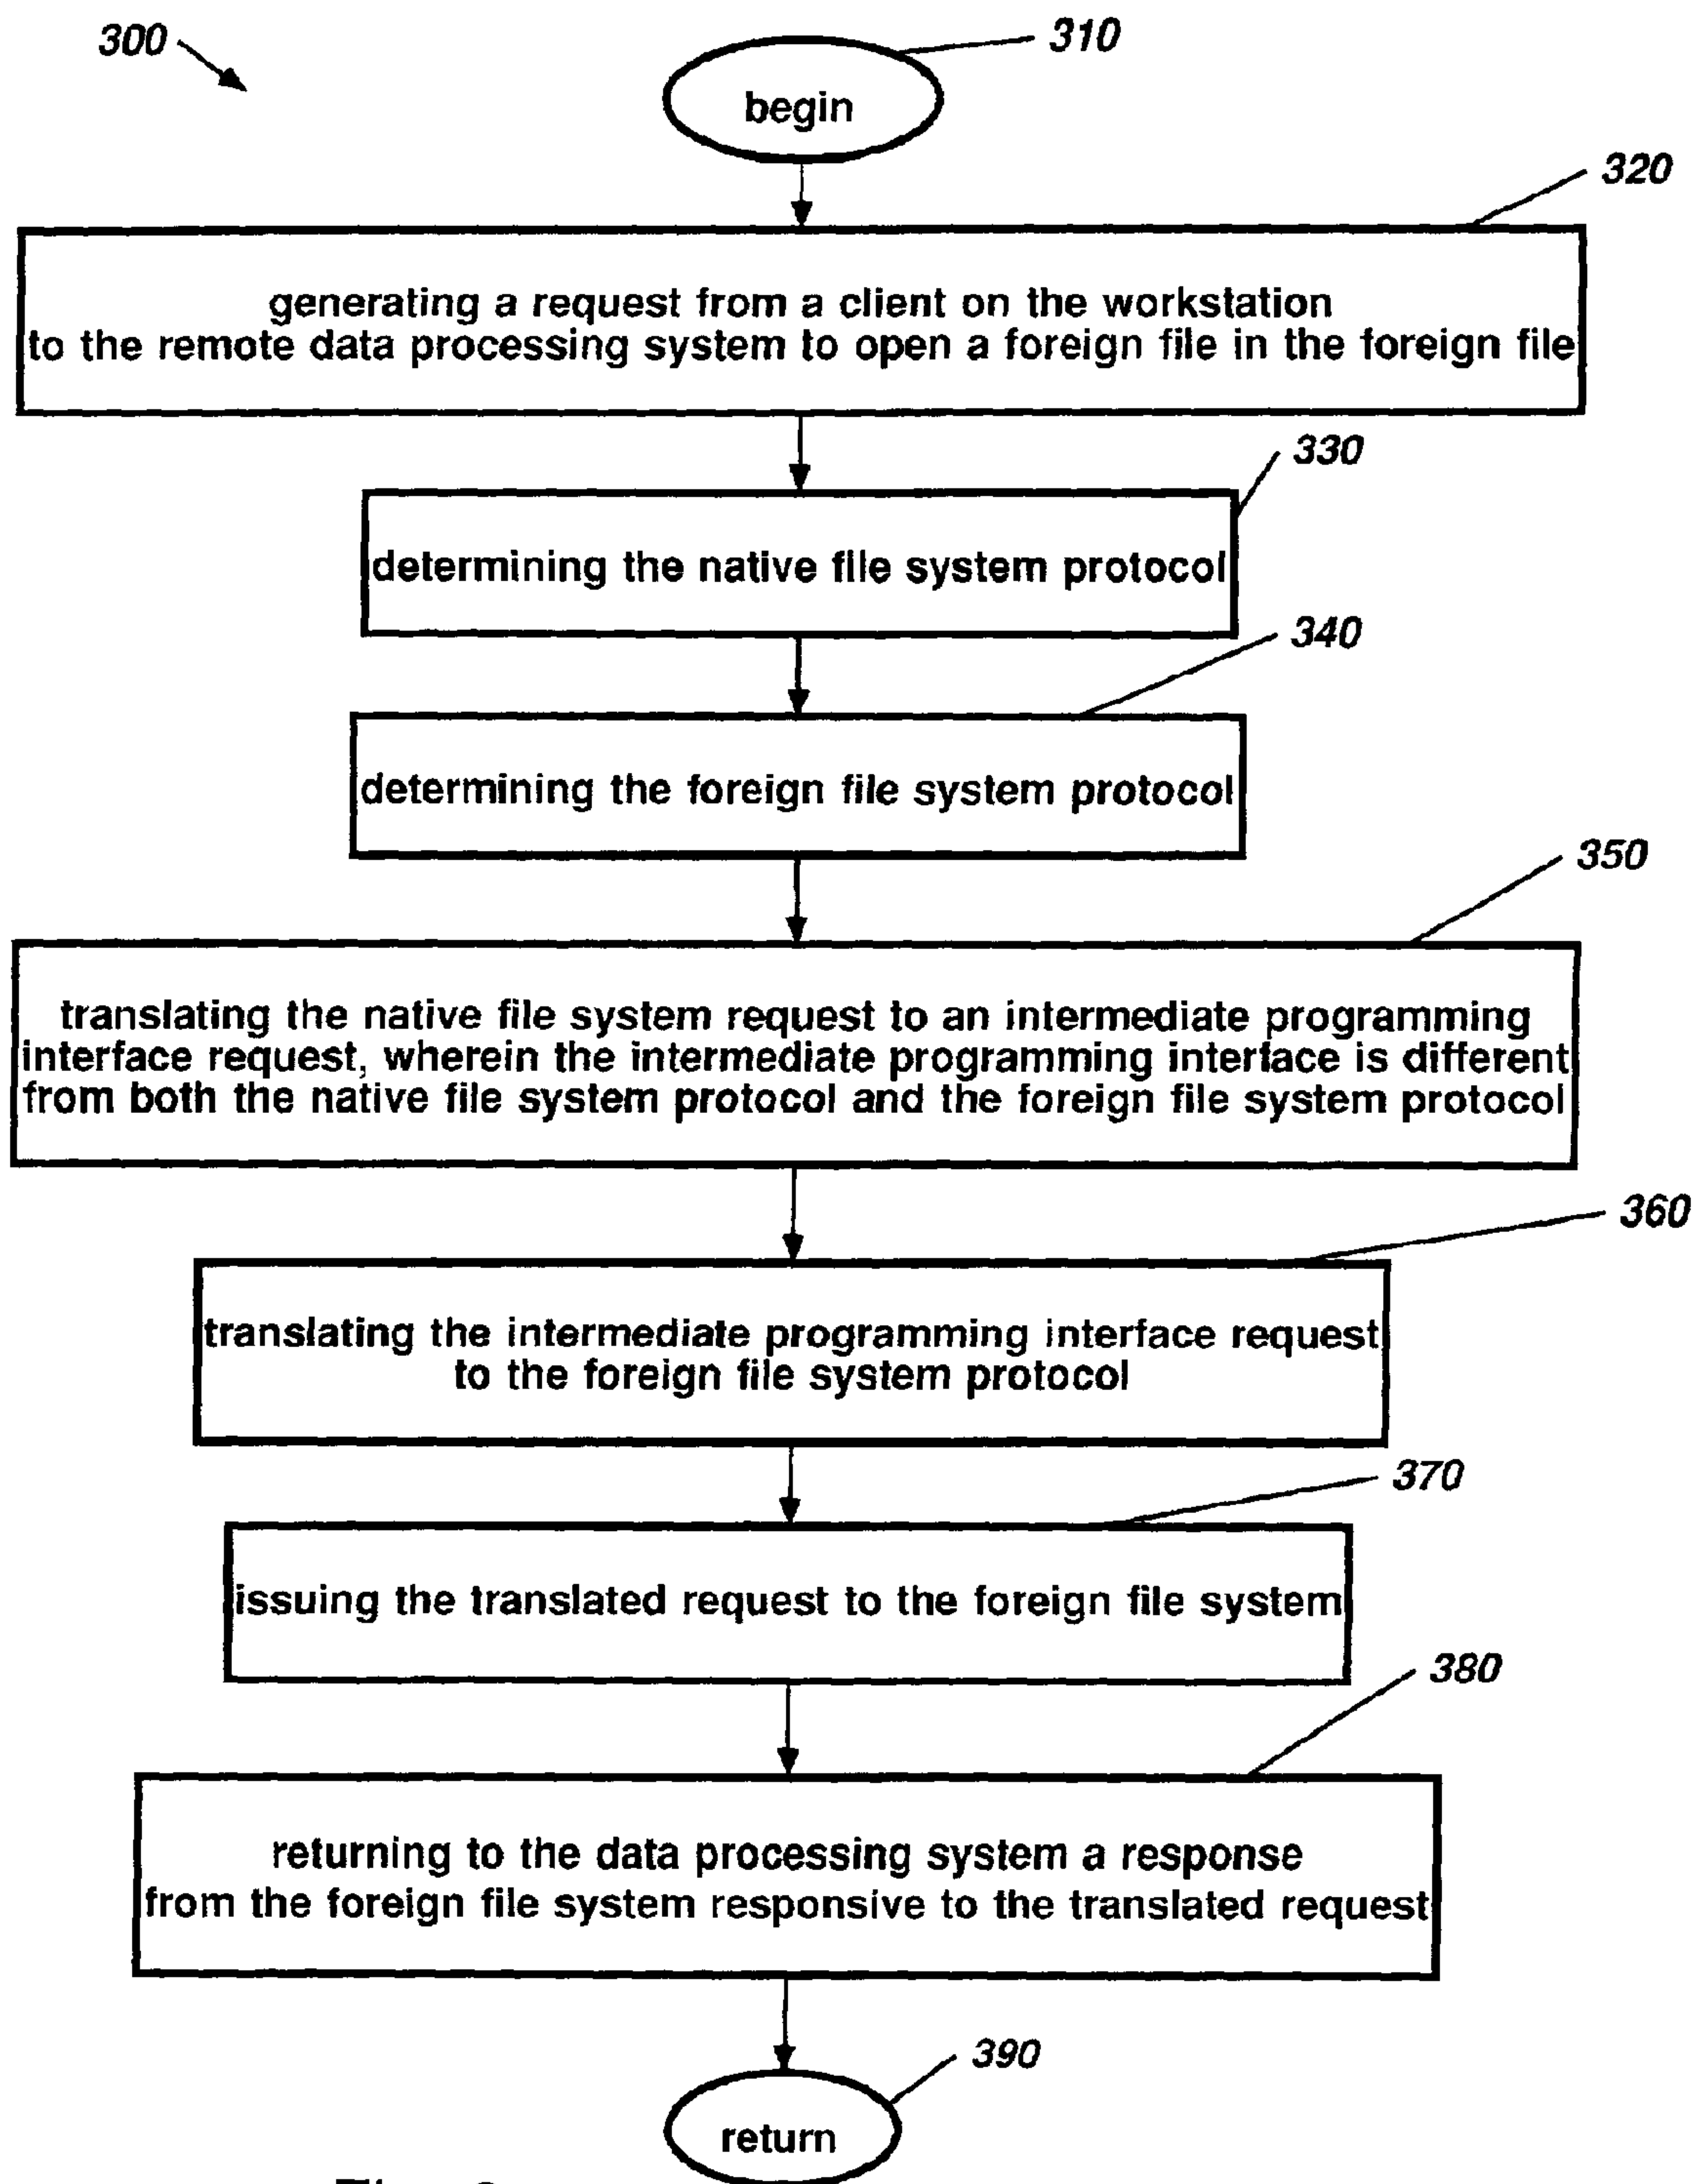 300
310
begin
320
generating a request from a client on the workstation
to the remote data processing system to open a foreign file in the foreign file
330
determining the native file system protocol
340
determining the foreign file system protocol
350
translating the native file system request to an intermediate programming
interface request, wherein the intermediate programming interface is different
from both the native file system protocol and the foreign file system protocol
360
translating the intermediate programming interface request
to the foreign file system protocol
370
issuing the translated request to the foreign file system
380
returning to the data processing system a response
from the foreign file system responsive to the translated request
390
return